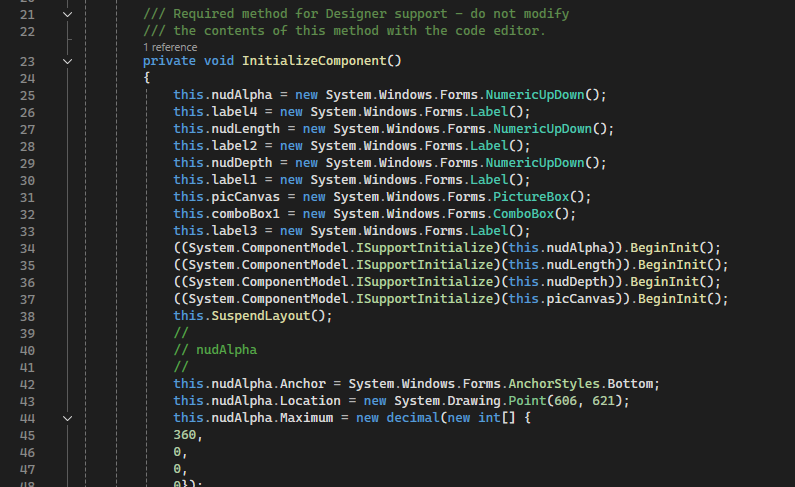 21 /// Required method for Designer support - do not modify
22 /// the contents of this method with the code editor.
1 reference
23 private void InitializeComponent()
24 {
25 this.nudAlpha = new System.Windows.Forms.NumericUpDown();
26 this.label4 = new System.Windows.Forms.Label();
27 this.nudLength = new System.Windows.Forms.NumericUpDown();
28 this.label2 = new System.Windows.Forms.Label();
29 this.nudDepth = new System.Windows.Forms.NumericUpDown();
30 this.label1 = new System.Windows.Forms.Label();
31 this.picCanvas = new System.Windows.Forms.PictureBox();
32 this.comboBox1 = new System.Windows.Forms.ComboBox();
33 this.label3 = new System.Windows.Forms.Label();
34 ((System.ComponentModel.ISupportInitialize)(this.nudAlpha)).BeginInit();
35 ((System.ComponentModel.ISupportInitialize)(this.nudLength)).BeginInit();
36 ((System.ComponentModel.ISupportInitialize)(this.nudDepth)).BeginInit();
37 ((System.ComponentModel.ISupportInitialize)(this.picCanvas)).BeginInit();
38 this.SuspendLayout();
39 //
40 // nudAlpha
41 //
42 this.nudAlpha.Anchor = System.Windows.Forms.AnchorStyles.Bottom;
43 this.nudAlpha.Location = new System.Drawing.Point(606, 621);
44 this.nudAlpha.Maximum = new decimal(new int[] {
45 360,
46 0,
47 0,
48 0});